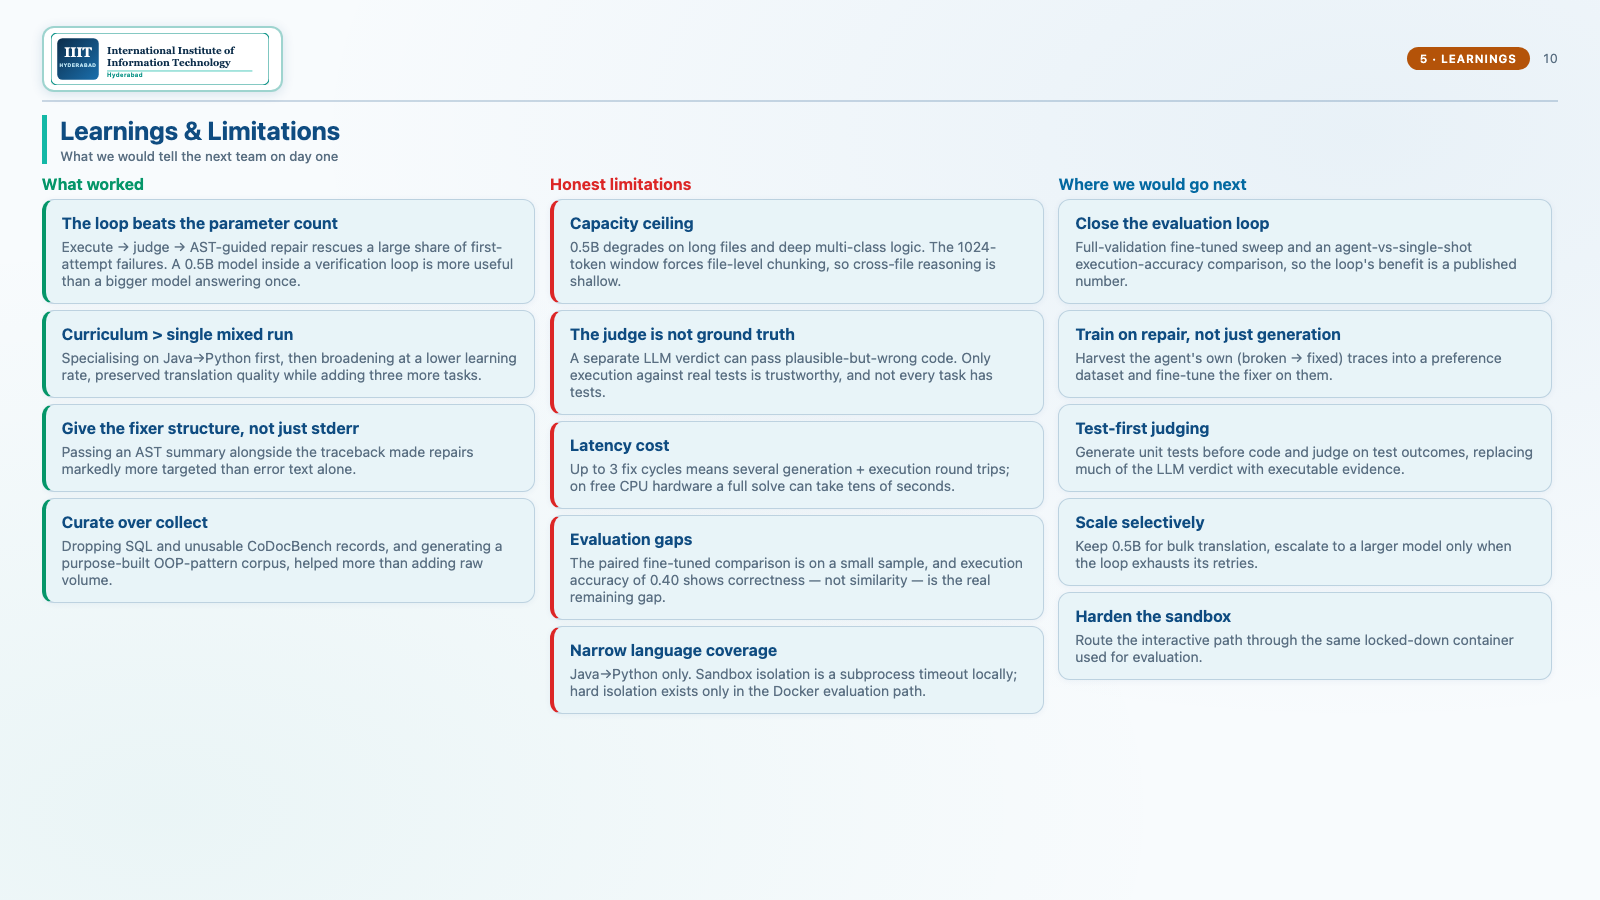 IIIT
HYDERABAD
International Institute of
Information Technology
Hyderabad
5 · LEARNINGS
10
Learnings & Limitations
What we would tell the next team on day one
What worked
The loop beats the parameter count
Execute → judge → AST-guided repair rescues a large share of first-
attempt failures. A 0.5B model inside a verification loop is more useful
than a bigger model answering once.
Curriculum > single mixed run
Specialising on Java→Python first, then broadening at a lower learning
rate, preserved translation quality while adding three more tasks.
Give the fixer structure, not just stderr
Passing an AST summary alongside the traceback made repairs
markedly more targeted than error text alone.
Curate over collect
Dropping SQL and unusable CoDocBench records, and generating a
purpose-built OOP-pattern corpus, helped more than adding raw
volume.
Honest limitations
Capacity ceiling
0.5B degrades on long files and deep multi-class logic. The 1024-
token window forces file-level chunking, so cross-file reasoning is
shallow.
The judge is not ground truth
A separate LLM verdict can pass plausible-but-wrong code. Only
execution against real tests is trustworthy, and not every task has
tests.
Latency cost
Up to 3 fix cycles means several generation + execution round trips;
on free CPU hardware a full solve can take tens of seconds.
Evaluation gaps
The paired fine-tuned comparison is on a small sample, and execution
accuracy of 0.40 shows correctness — not similarity — is the real
remaining gap.
Narrow language coverage
Java→Python only. Sandbox isolation is a subprocess timeout locally;
hard isolation exists only in the Docker evaluation path.
Where we would go next
Close the evaluation loop
Full-validation fine-tuned sweep and an agent-vs-single-shot
execution-accuracy comparison, so the loop's benefit is a published
number.
Train on repair, not just generation
Harvest the agent's own (broken → fixed) traces into a preference
dataset and fine-tune the fixer on them.
Test-first judging
Generate unit tests before code and judge on test outcomes, replacing
much of the LLM verdict with executable evidence.
Scale selectively
Keep 0.5B for bulk translation, escalate to a larger model only when
the loop exhausts its retries.
Harden the sandbox
Route the interactive path through the same locked-down container
used for evaluation.